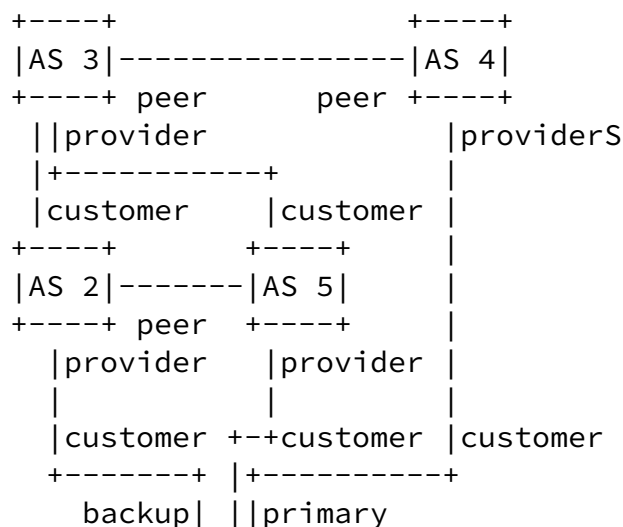 +----+                +----+
|AS 3|----------------|AS 4|
+----+ peer      peer +----+
 ||provider             |providerS
 |+-----------+         |
 |customer    |customer |
+----+       +----+     |
|AS 2|-------|AS 5|     |
+----+ peer  +----+     |
  |provider   |provider |
  |           |         |
  |customer +-+customer |customer
  +-------+ |+----------+
    backup| ||primary